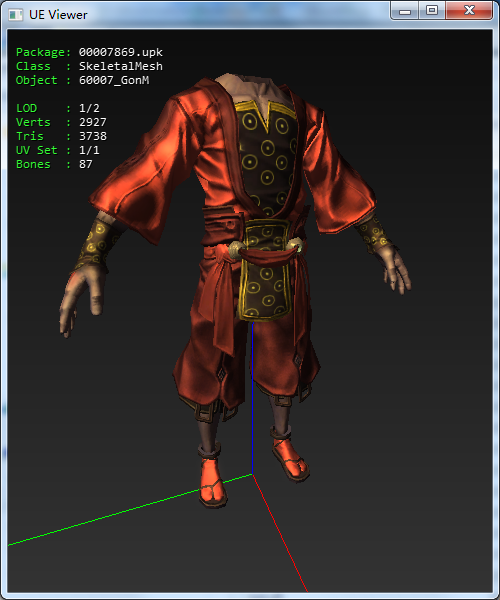 UE Viewer
Package: 00007869.upk
Class : SkeletalMesh
Object : 60007_GonM
LOD : 1/2
Verts : 2927
Tris : 3738
UV Set : 1/1
Bones : 87